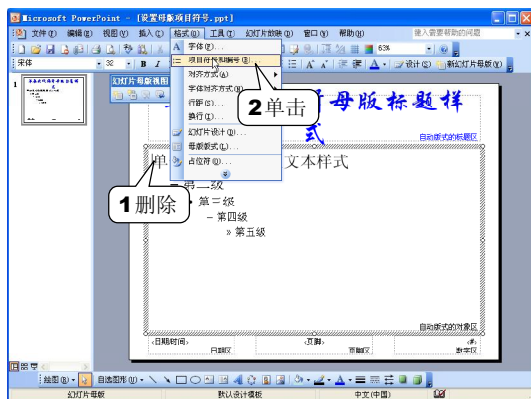 Microsoft PowerPoint - [设置母版项目符号.ppt]
文件(F) 编辑(E) 视图(V) 插入(I) 格式(O) 工具(T) 幻灯片放映(D) 窗口(W) 帮助(H) 键入需要帮助的问题
63%
宋体 32 B I 设计(S) 新幻灯片母版(N)
字体(F)...
项目符号和编号(B)...
对齐方式(A)
字体对齐方式(N)
行距(S)...
换行(L)...
幻灯片设计(D)...
母版版式(L)...
占位符(O)...
2单击
1删除
幻灯片母版视图
1
母版标题样
式
自动版式的标题区
单
文本样式
第二级
• 第三级
– 第四级
» 第五级
自动版式的对象区
<日期/时间> <页脚> <#>
日期区 页脚区 数字区
绘图(R) 自选图形(U)
幻灯片母版 默认设计模板 中文(中国)